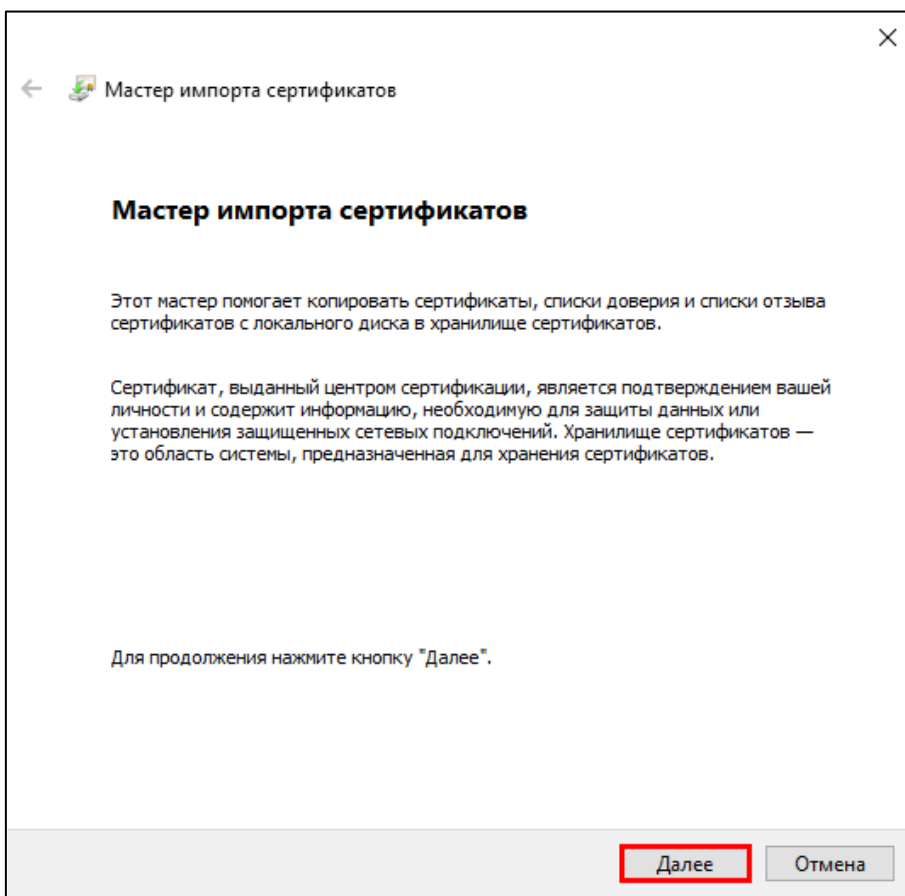 Мастер импорта сертификатов
Мастер импорта сертификатов
Этот мастер помогает копировать сертификаты, списки доверия и списки отзыва
сертификатов с локального диска в хранилище сертификатов.
Сертификат, выданный центром сертификации, является подтверждением вашей
личности и содержит информацию, необходимую для защиты данных или
установления защищенных сетевых подключений. Хранилище сертификатов —
это область системы, предназначенная для хранения сертификатов.
Для продолжения нажмите кнопку "Далее".
Далее
Отмена